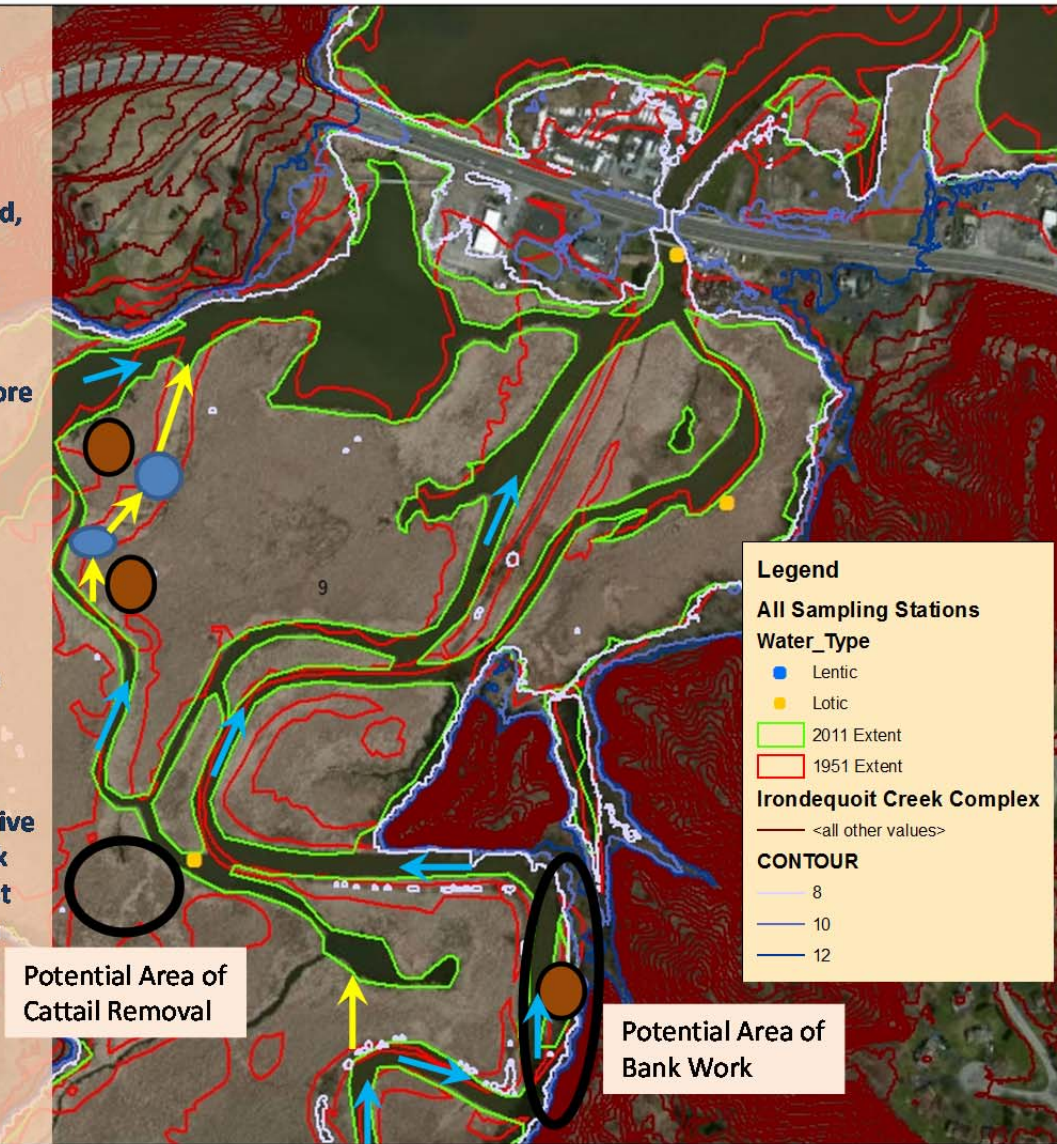 d,
ore
ive
k
t
9
Potential Area of
Cattail Removal
Potential Area of
Bank Work
Legend
All Sampling Stations
Water_Type
Lentic
Lotic
2011 Extent
1951 Extent
Irondequoit Creek Complex
<all other values>
CONTOUR
8
10
12